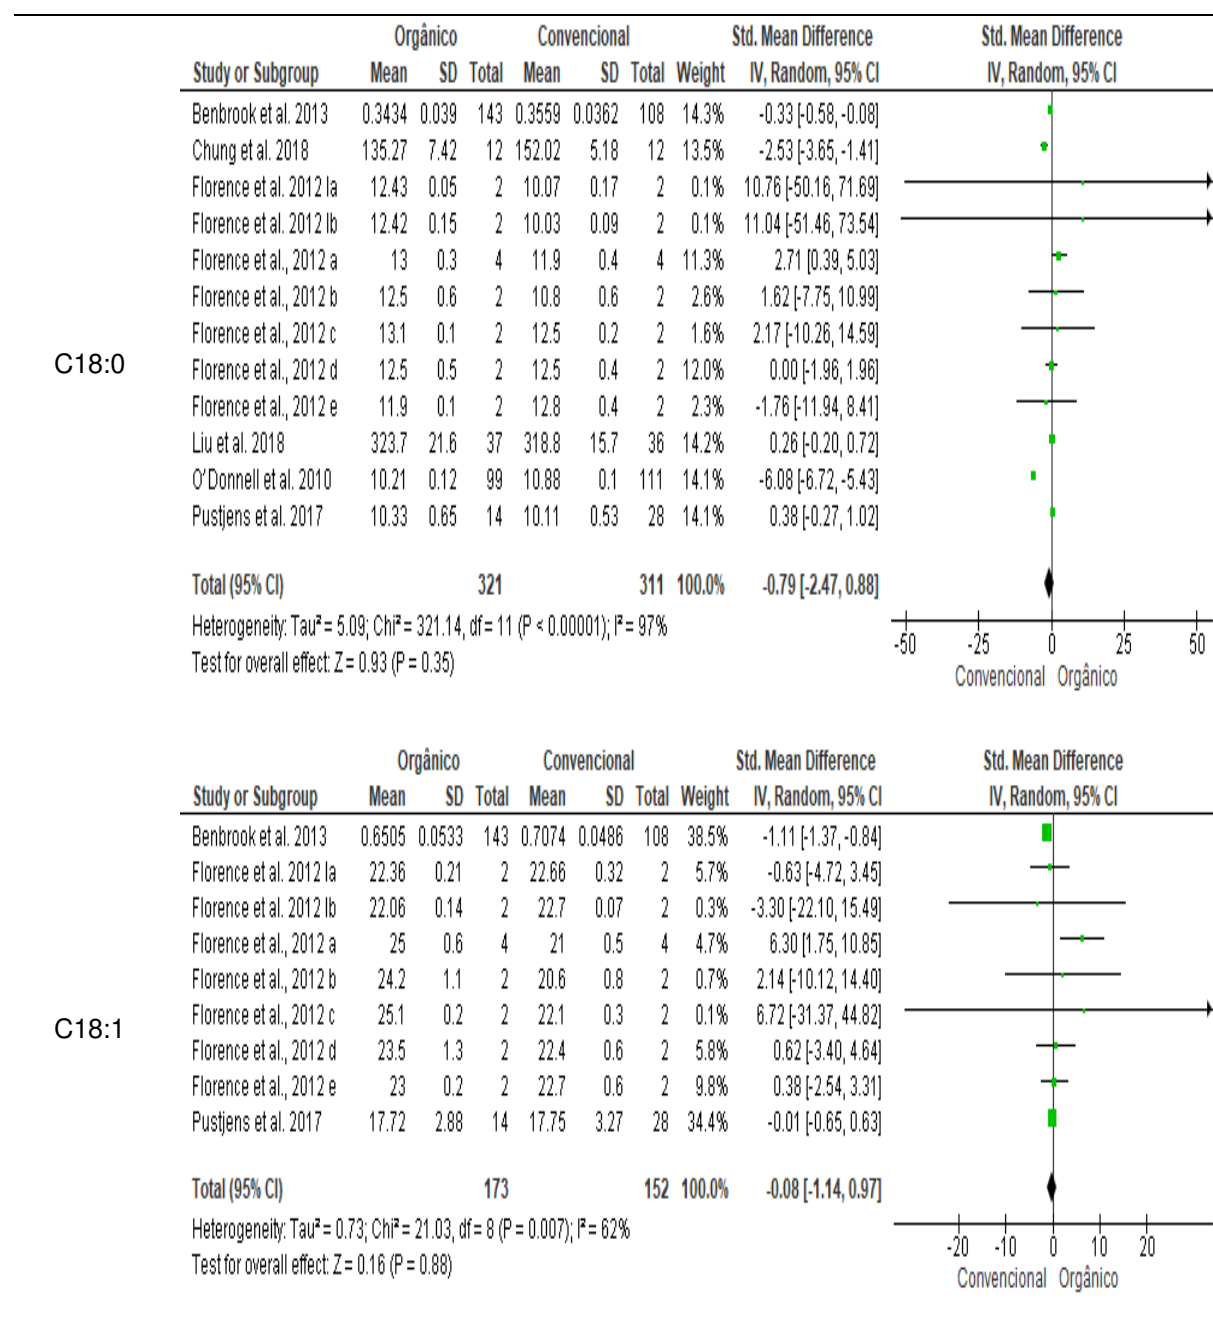 Orgânico Convencional Std. Mean Difference Std. Mean Difference
Study or Subgroup Mean SD Total Mean SD Total Weight IV, Random, 95% CI IV, Random, 95% CI
Benbrook et al. 2013 0.3434 0.039 143 0.3559 0.0362 108 14.3% -0.33 [-0.58, -0.08]
Chung et al. 2018 135.27 7.42 12 152.02 5.18 12 13.5% -2.53 [-3.65, -1.41]
Florence et al. 2012 Ia 12.43 0.05 2 10.07 0.17 2 0.1% 10.76 [-50.16, 71.69]
Florence et al. 2012 Ib 12.42 0.15 2 10.03 0.09 2 0.1% 11.04 [-51.46, 73.54]
Florence et al., 2012 a 13 0.3 4 11.9 0.4 4 11.3% 2.71 [0.39, 5.03]
Florence et al., 2012 b 12.5 0.6 2 10.8 0.6 2 2.6% 1.62 [-7.75, 10.99]
Florence et al., 2012 c 13.1 0.1 2 12.5 0.2 2 1.6% 2.17 [-10.26, 14.59]
C18:0
Florence et al., 2012 d 12.5 0.5 2 12.5 0.4 2 12.0% 0.00 [-1.96, 1.96]
Florence et al., 2012 e 11.9 0.1 2 12.8 0.4 2 2.3% -1.76 [-11.94, 8.41]
Liu et al. 2018 323.7 21.6 37 318.8 15.7 36 14.2% 0.26 [-0.20, 0.72]
O'Donnell et al. 2010 10.21 0.12 99 10.88 0.1 111 14.1% -6.08 [-6.72, -5.43]
Pustjens et al. 2017 10.33 0.65 14 10.11 0.53 28 14.1% 0.38 [-0.27, 1.02]
Total (95% CI) 321 311 100.0% -0.79 [-2.47, 0.88]
Heterogeneity: Tau² = 5.09; Chi² = 321.14, df = 11 (P < 0.00001); I² = 97%
Test for overall effect: Z = 0.93 (P = 0.35)
-50 -25 0 25 50
Convencional Orgânico
Orgânico Convencional Std. Mean Difference Std. Mean Difference
Study or Subgroup Mean SD Total Mean SD Total Weight IV, Random, 95% CI IV, Random, 95% CI
Benbrook et al. 2013 0.6505 0.0533 143 0.7074 0.0486 108 38.5% -1.11 [-1.37, -0.84]
Florence et al. 2012 Ia 22.36 0.21 2 22.66 0.32 2 5.7% -0.63 [-4.72, 3.45]
Florence et al. 2012 Ib 22.06 0.14 2 22.7 0.07 2 0.3% -3.30 [-22.10, 15.49]
Florence et al., 2012 a 25 0.6 4 21 0.5 4 4.7% 6.30 [1.75, 10.85]
Florence et al., 2012 b 24.2 1.1 2 20.6 0.8 2 0.7% 2.14 [-10.12, 14.40]
Florence et al., 2012 c 25.1 0.2 2 22.1 0.3 2 0.1% 6.72 [-31.37, 44.82]
C18:1
Florence et al., 2012 d 23.5 1.3 2 22.4 0.6 2 5.8% 0.62 [-3.40, 4.64]
Florence et al., 2012 e 23 0.2 2 22.7 0.6 2 9.8% 0.38 [-2.54, 3.31]
Pustjens et al. 2017 17.72 2.88 14 17.75 3.27 28 34.4% -0.01 [-0.65, 0.63]
Total (95% CI) 173 152 100.0% -0.08 [-1.14, 0.97]
Heterogeneity: Tau² = 0.73; Chi² = 21.03, df = 8 (P = 0.007); I² = 62%
Test for overall effect: Z = 0.16 (P = 0.88)
-20 -10 0 10 20
Convencional Orgânico